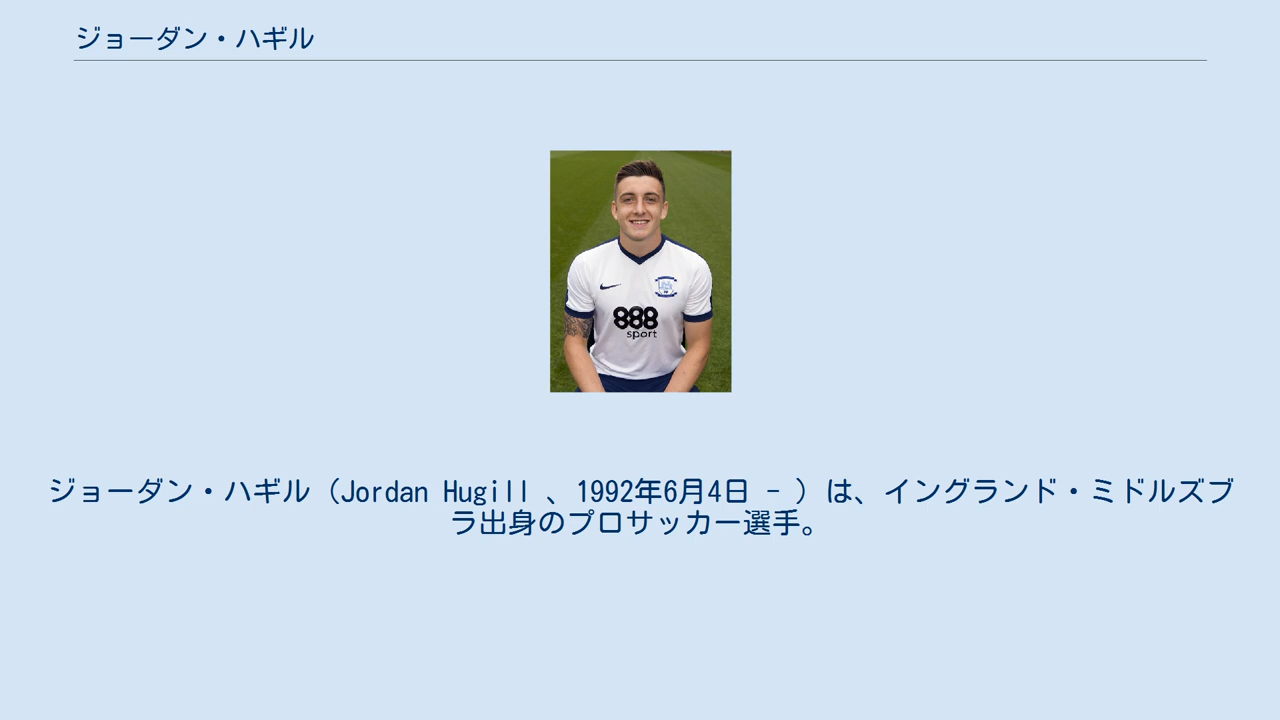 ジョーダン・ハギル
888
sport
ジョーダン・ハギル（Jordan Hugill 、1992年6月4日 - ）は、イングランド・ミドルズブ
ラ出身のプロサッカー選手。